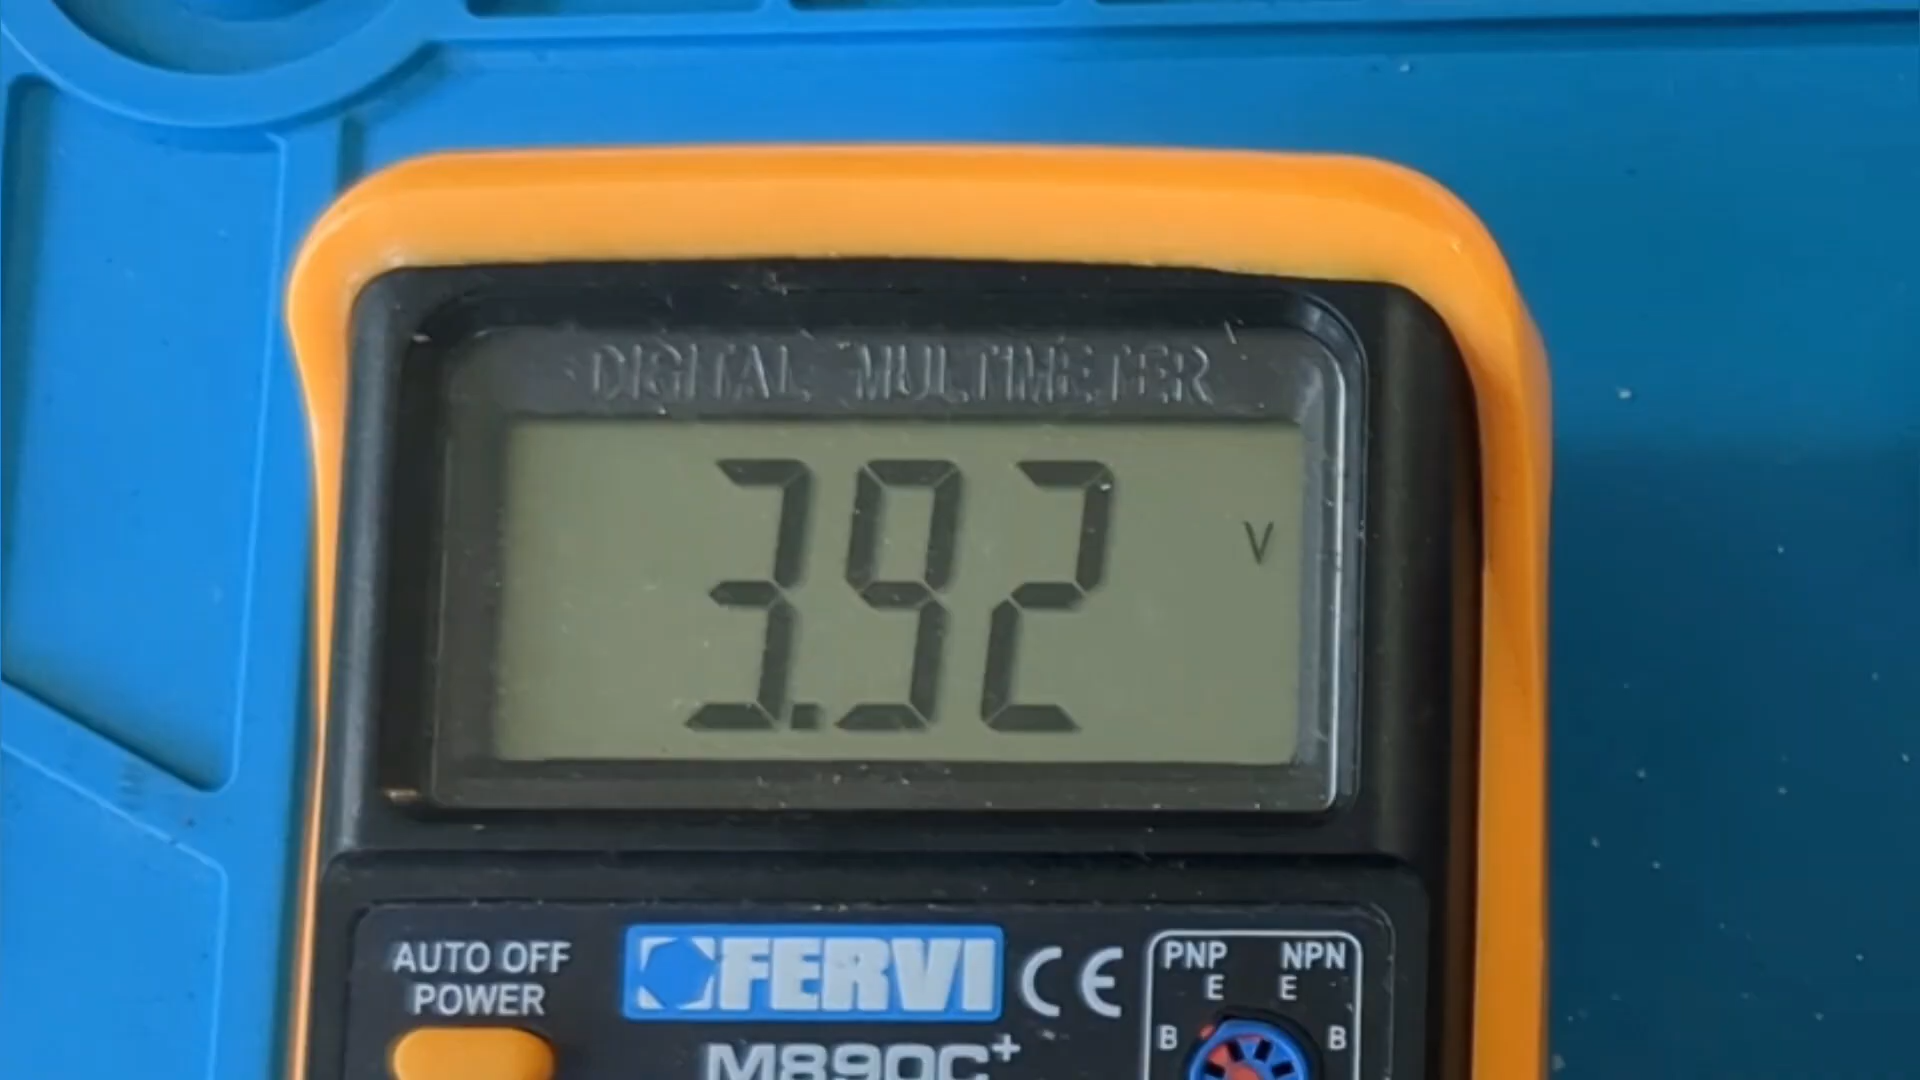 DIGITAL MULTIMETER
3.92 V
AUTO OFF
POWER
FERVI CE
PNP NPN
E E
B B
M890C+